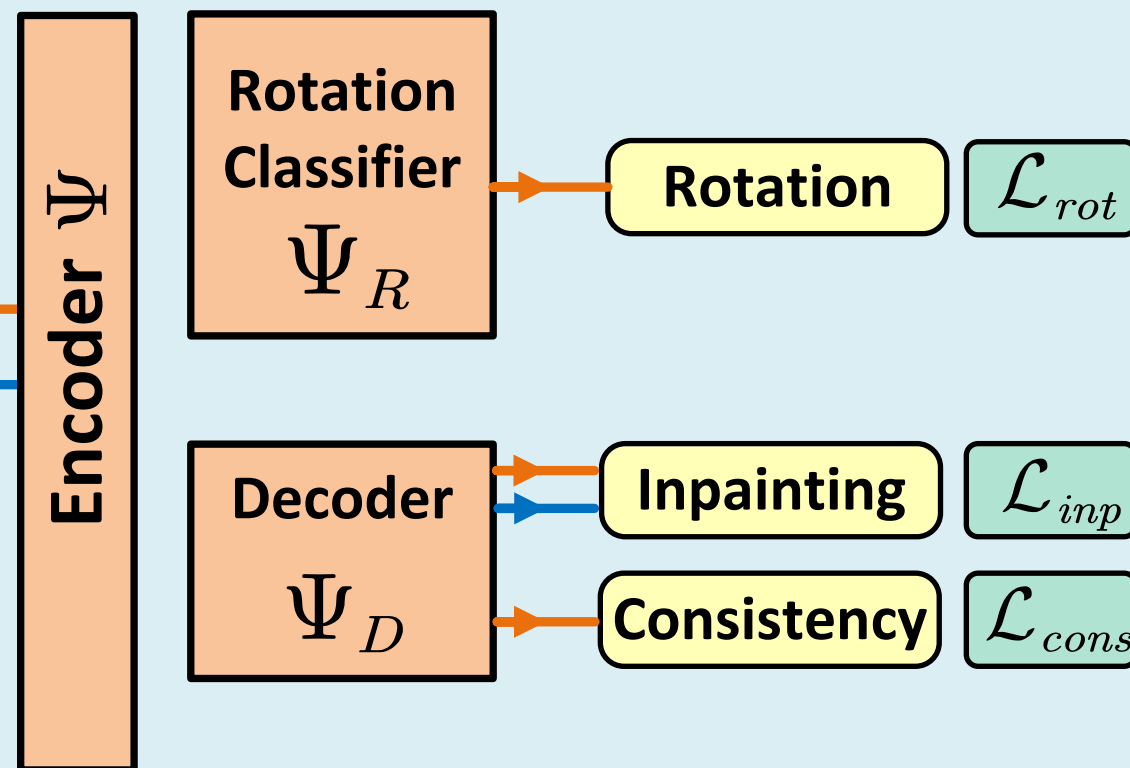 Encoder Ψ
Rotation
Classifier
Ψ_R
Rotation
ℒ_rot
Decoder
Ψ_D
Inpainting
ℒ_inp
Consistency
ℒ_cons